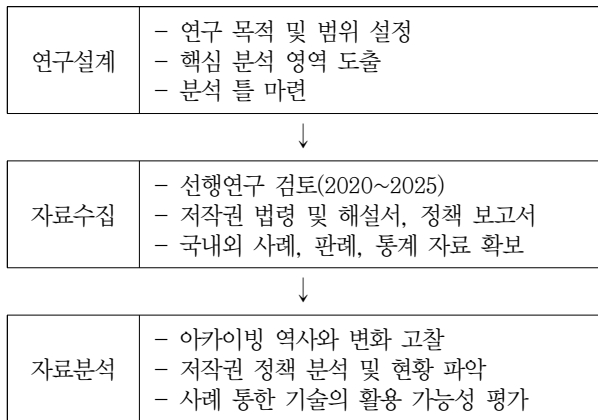 연구설계
– 연구 목적 및 범위 설정
– 핵심 분석 영역 도출
– 분석 틀 마련
↓
자료수집
– 선행연구 검토(2020~2025)
– 저작권 법령 및 해설서, 정책 보고서
– 국내외 사례, 판례, 통계 자료 확보
↓
자료분석
– 아카이빙 역사와 변화 고찰
– 저작권 정책 분석 및 현황 파악
– 사례 통한 기술의 활용 가능성 평가